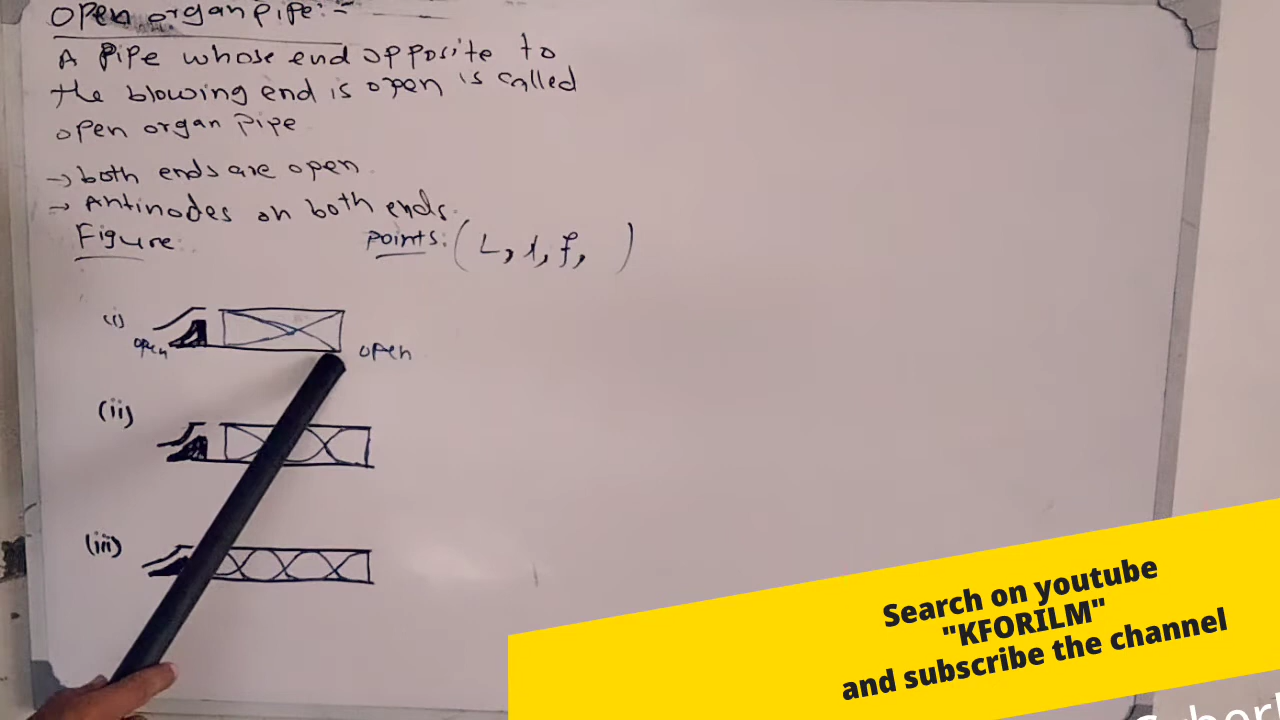 open organ pipe:-
A Pipe whose end opposite to
the blowing end is open is called
open organ pipe
→ both ends are open.
→ Antinodes on both ends.
Figure:
Points: (L, λ, f, )
(i)
open
open
(ii)
(iii)
Search on youtube
"KFORILM"
and subscribe the channel